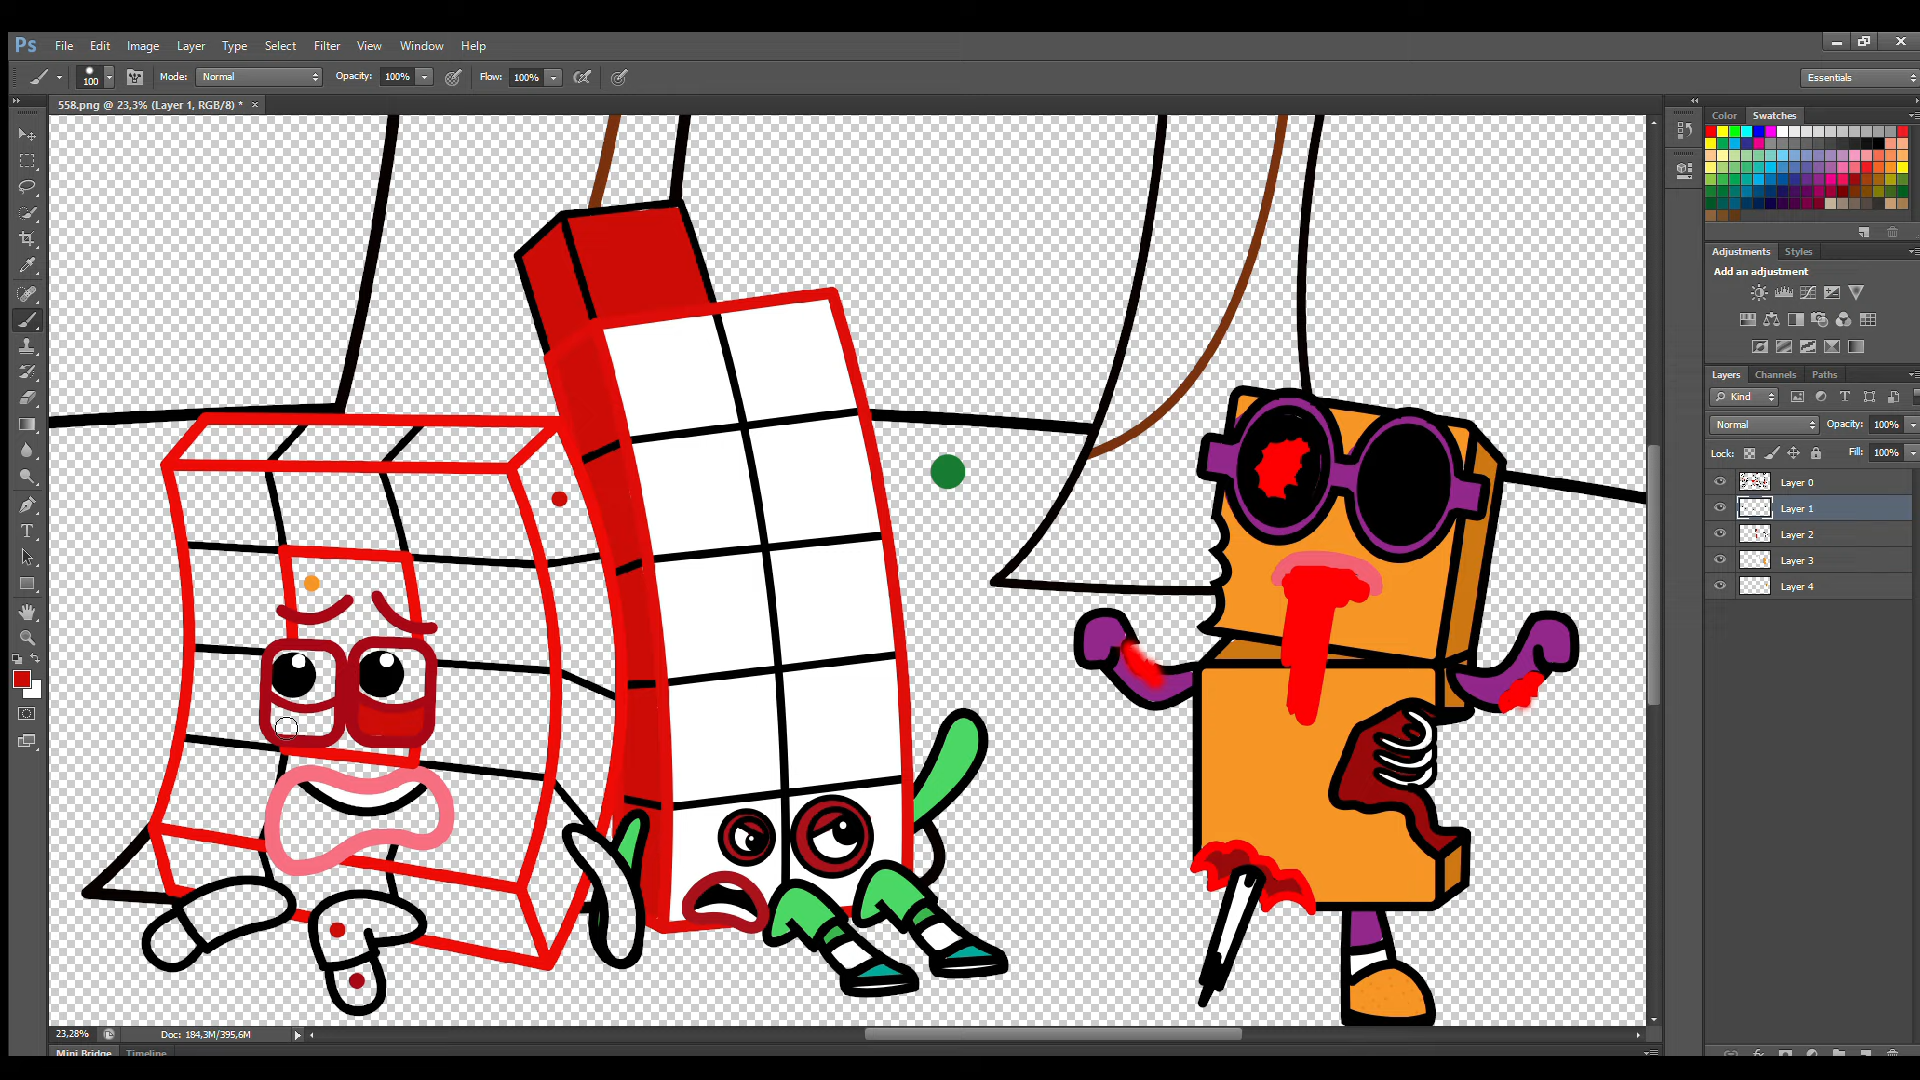 Ps File Edit Image Layer Type Select Filter View Window Help
100 Mode: Normal Opacity: 100% Flow: 100% Essentials
558.png @ 23,3% (Layer 1, RGB/8) * ×
Color Swatches
Adjustments Styles
Add an adjustment
Layers Channels Paths
Kind
Normal Opacity: 100%
Lock: Fill: 100%
Layer 0
Layer 1
Layer 2
Layer 3
Layer 4
23,28% Doc: 184,3M/395,6M
Mini Bridge Timeline